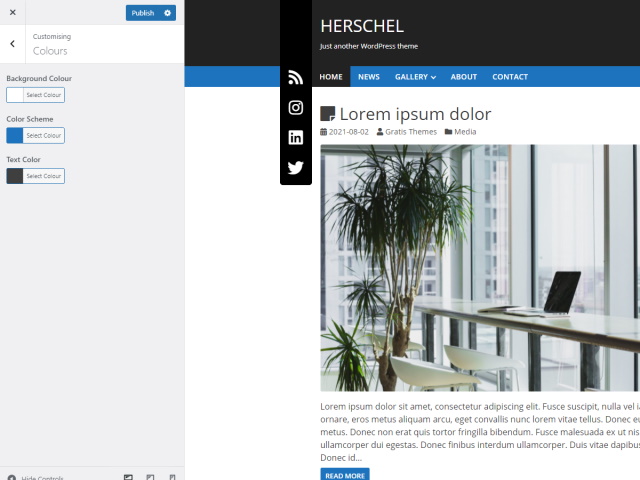 Publish
Customising
Colours
Background Colour
Select Colour
Color Scheme
Select Colour
Text Color
Select Colour
Hide Controls
HERSCHEL
Just another WordPress theme
HOME NEWS GALLERY ABOUT CONTACT
Lorem ipsum dolor
2021-08-02 Gratis Themes Media
Lorem ipsum dolor sit amet, consectetur adipiscing elit. Fusce suscipit, nulla vel
ornare, eros metus aliquam arcu, eget convallis nunc lorem vitae tellus. Donec
metus. Donec non erat quis tortor fringilla bibendum. Fusce malesuada ex ut
ullamcorper dui egestas. Donec finibus interdum ullamcorper. Duis vitae
Donec id...
READ MORE